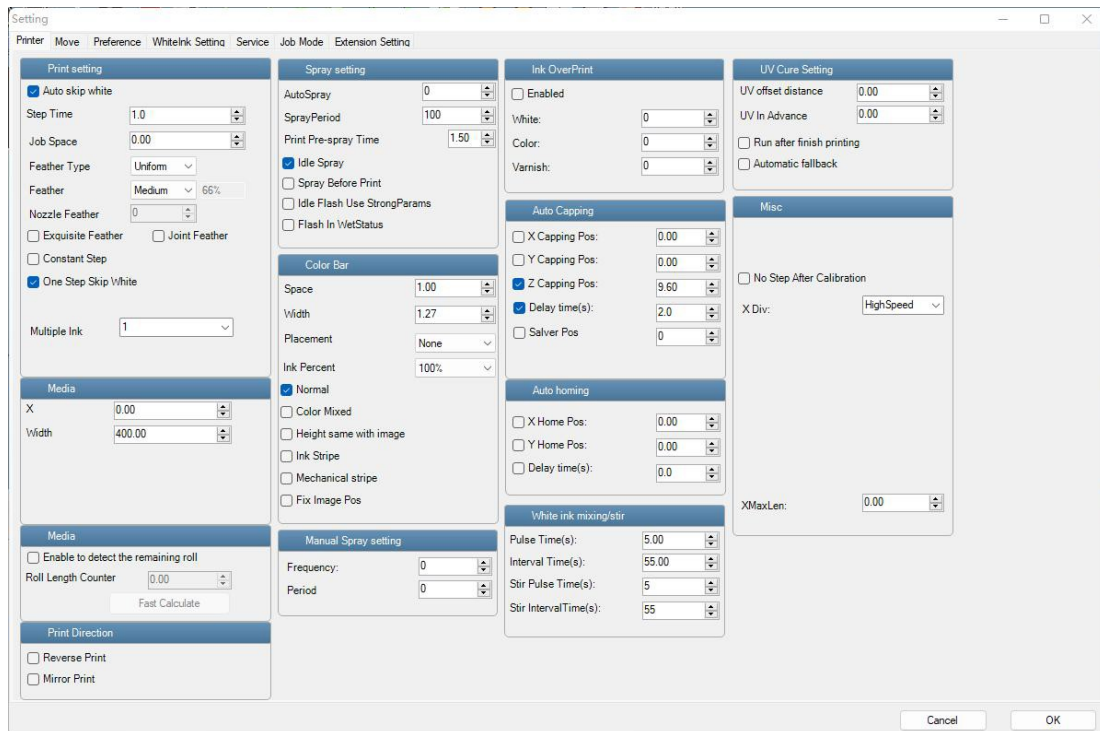 Setting
Printer Move Preference WhiteInk Setting Service Job Mode Extension Setting
Print setting
Auto skip white
Step Time 1.0
Job Space 0.00
Feather Type Uniform
Feather Medium 66%
Nozzle Feather 0
Exquisite Feather Joint Feather
Constant Step
One Step Skip White
Multiple Ink 1
Media
X 0.00
Width 400.00
Media
Enable to detect the remaining roll
Roll Length Counter 0.00
Fast Calculate
Print Direction
Reverse Print
Mirror Print
Spray setting
AutoSpray 0
SprayPeriod 100
Print Pre-spray Time 1.50
Idle Spray
Spray Before Print
Idle Flash Use StrongParams
Flash In WetStatus
Color Bar
Space 1.00
Width 1.27
Placement None
Ink Percent 100%
Normal
Color Mixed
Height same with image
Ink Stripe
Mechanical stripe
Fix Image Pos
Manual Spray setting
Frequency: 0
Period 0
Ink OverPrint
Enabled
White: 0
Color: 0
Varnish: 0
Auto Capping
X Capping Pos: 0.00
Y Capping Pos: 0.00
Z Capping Pos: 9.60
Delay time(s): 2.0
Salver Pos 0
Auto homing
X Home Pos: 0.00
Y Home Pos: 0.00
Delay time(s): 0.0
White ink mixing/stir
Pulse Time(s): 5.00
Interval Time(s): 55.00
Stir Pulse Time(s): 5
Stir IntervalTime(s): 55
UV Cure Setting
UV offset distance 0.00
UV In Advance 0.00
Run after finish printing
Automatic fallback
Misc
No Step After Calibration
X Div: HighSpeed
XMaxLen: 0.00
Cancel OK